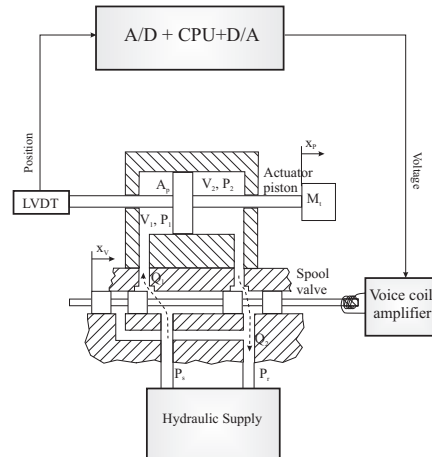 A/D + CPU+D/A
Position
Voltage
x_P
V_2, P_2
Actuator
piston
A_p
M_t
LVDT
V_1, P_1
x_V
Q_1
Spool
valve
Voice coil
amplifier
Q_2
P_s
P_r
Hydraulic Supply